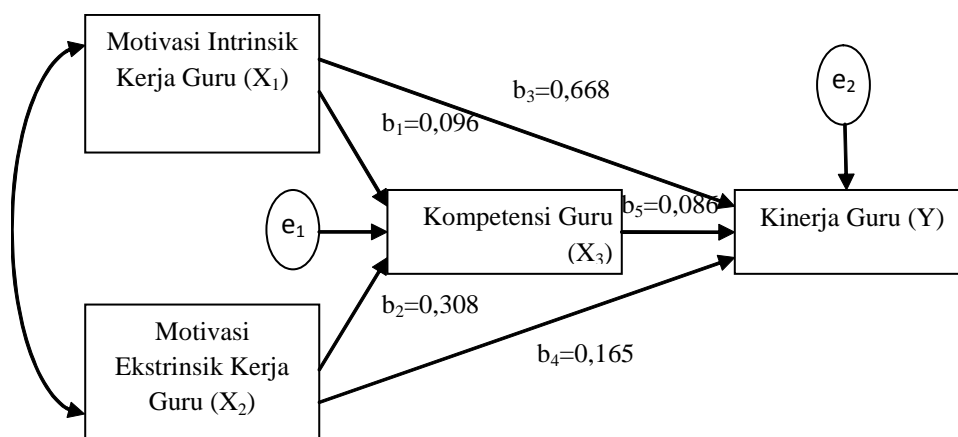 Motivasi Intrinsik
Kerja Guru (X₁)
b₃=0,668
e₂
b₁=0,096
e₁
Kompetensi Guru
(X₃)
b₅=0,086
Kinerja Guru (Y)
b₂=0,308
Motivasi
Ekstrinsik Kerja
Guru (X₂)
b₄=0,165